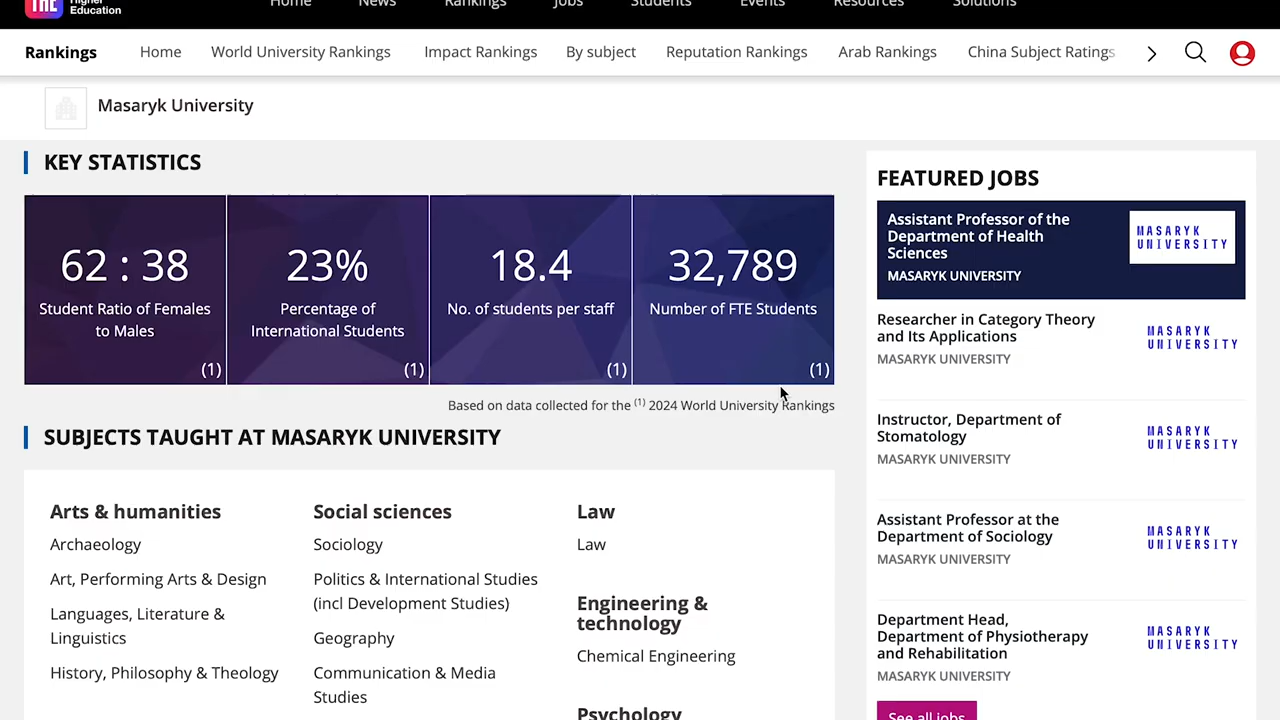 THE
Higher
Education
Home
News
Rankings
Jobs
Students
Events
Resources
Solutions
Rankings
Home
World University Rankings
Impact Rankings
By subject
Reputation Rankings
Arab Rankings
China Subject Ratings
Masaryk University
KEY STATISTICS
62 : 38
Student Ratio of Females
to Males
(1)
23%
Percentage of
International Students
(1)
18.4
No. of students per staff
(1)
32,789
Number of FTE Students
(1)
Based on data collected for the (1) 2024 World University Rankings
SUBJECTS TAUGHT AT MASARYK UNIVERSITY
Arts & humanities
Archaeology
Art, Performing Arts & Design
Languages, Literature &
Linguistics
History, Philosophy & Theology
Social sciences
Sociology
Politics & International Studies
(incl Development Studies)
Geography
Communication & Media
Studies
Law
Law
Engineering &
technology
Chemical Engineering
Psychology
FEATURED JOBS
Assistant Professor of the
Department of Health
Sciences
MASARYK UNIVERSITY
MASARYK
UNIVERSITY
Researcher in Category Theory
and Its Applications
MASARYK UNIVERSITY
MASARYK
UNIVERSITY
Instructor, Department of
Stomatology
MASARYK UNIVERSITY
MASARYK
UNIVERSITY
Assistant Professor at the
Department of Sociology
MASARYK UNIVERSITY
MASARYK
UNIVERSITY
Department Head,
Department of Physiotherapy
and Rehabilitation
MASARYK UNIVERSITY
MASARYK
UNIVERSITY
See all jobs